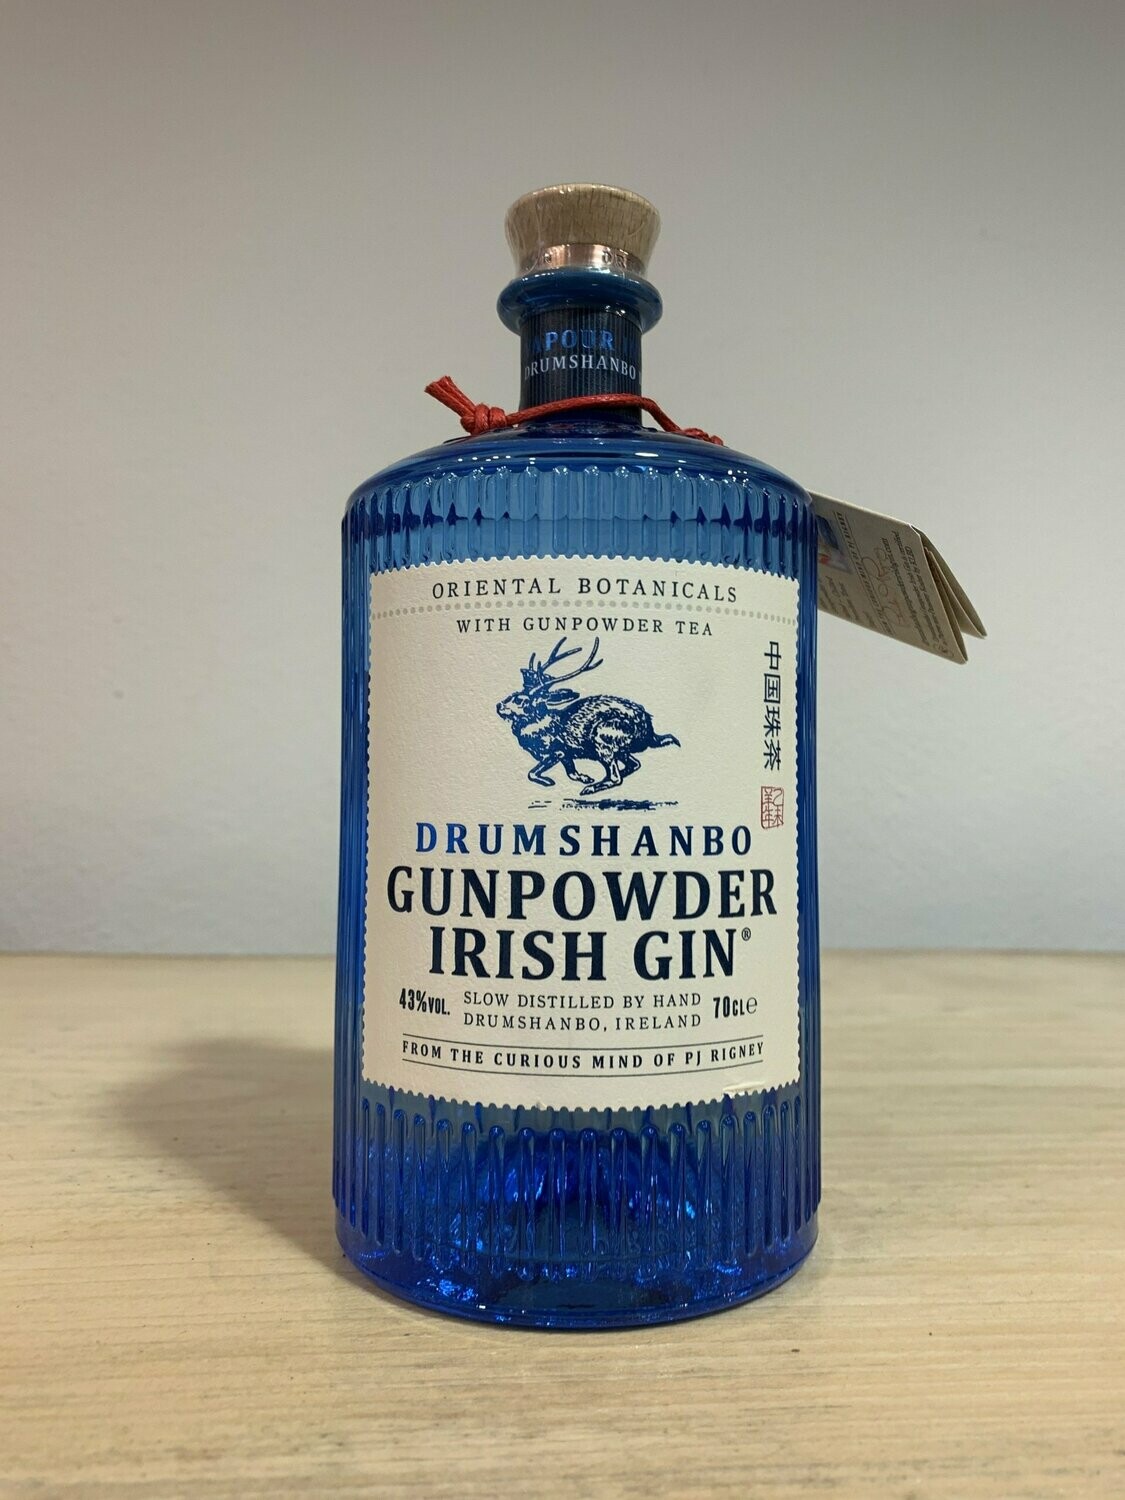 APOUR
DRUMSHANBO
ORIENTAL BOTANICALS
WITH GUNPOWDER TEA
中国珠茶
DRUMSHANBO
GUNPOWDER
IRISH GIN®
43%VOL.
SLOW DISTILLED BY HAND
DRUMSHANBO, IRELAND
70CL℮
FROM THE CURIOUS MIND OF PJ RIGNEY